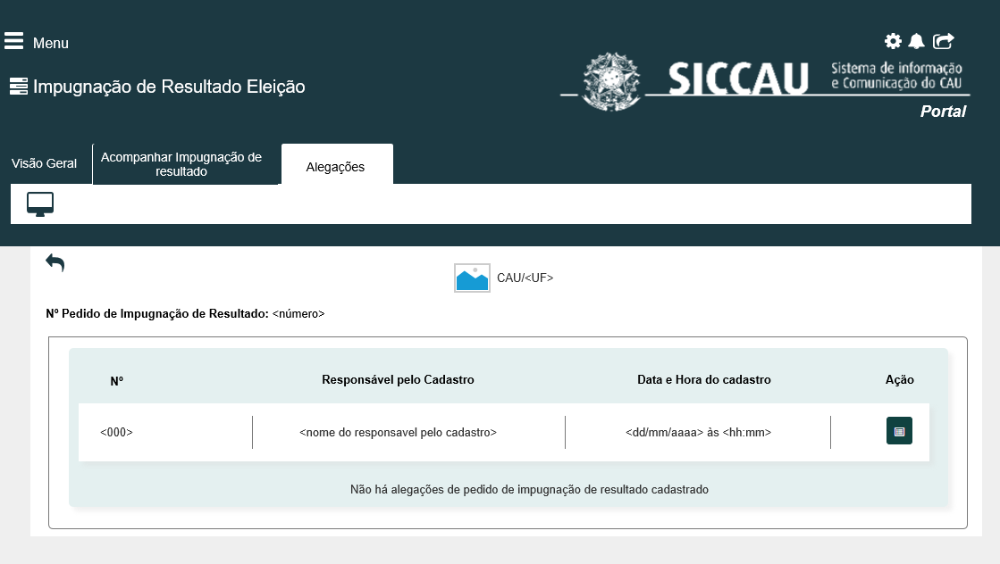 Menu
Impugnação de Resultado Eleição
SICCAU
Sistema de informação
e Comunicação do CAU
Portal
Visão Geral
Acompanhar Impugnação de
resultado
Alegações
CAU/<UF>
Nº Pedido de Impugnação de Resultado: <número>
Nº Responsável pelo Cadastro Data e Hora do cadastro Ação
<000> <nome do responsavel pelo cadastro> <dd/mm/aaaa> às <hh:mm>
Não há alegações de pedido de impugnação de resultado cadastrado